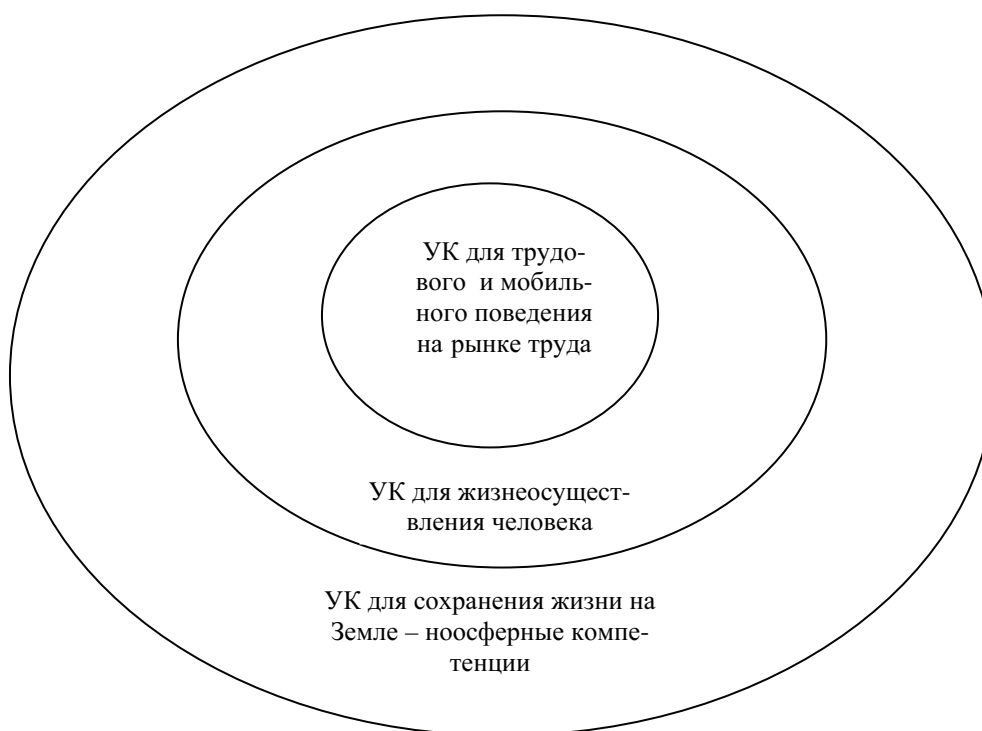 УК для трудо-
вого и мобиль-
ного поведения
на рынке труда
УК для жизнеосущест-
вления человека
УК для сохранения жизни на
Земле – ноосферные компе-
тенции